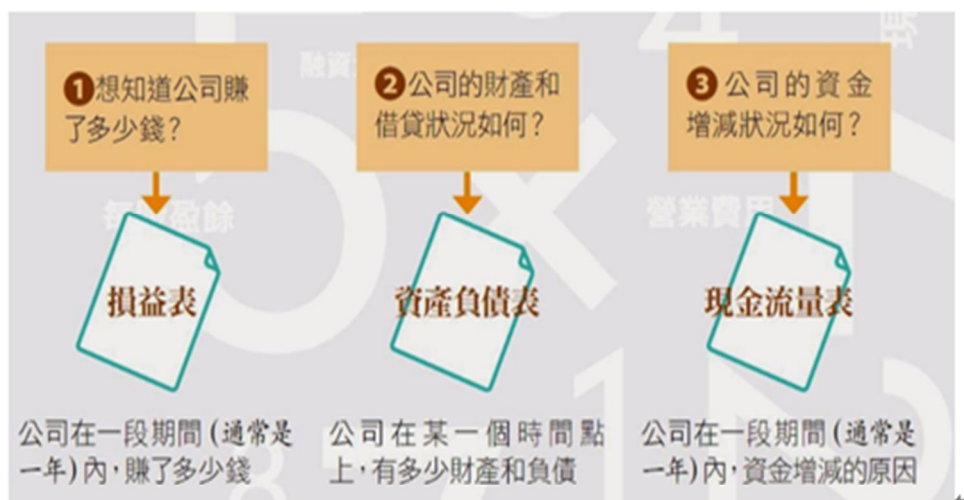 ❶想知道公司賺
了多少錢？
❷公司的財產和
借貸狀況如何？
❸公司的資金
增減狀況如何？
損益表
資產負債表
現金流量表
公司在一段期間(通常是
一年)內，賺了多少錢
公司在某一個時間點
上，有多少財產和負債
公司在一段期間(通常是
一年)內，資金增減的原因